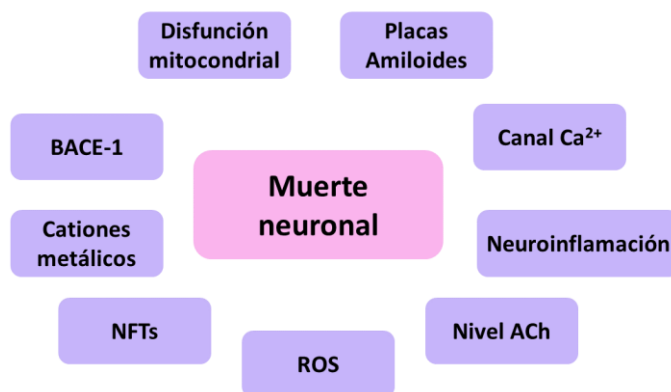 Disfunción
mitocondrial
Placas
Amiloides
BACE-1
Canal Ca²⁺
Muerte
neuronal
Cationes
metálicos
Neuroinflamación
NFTs
Nivel ACh
ROS